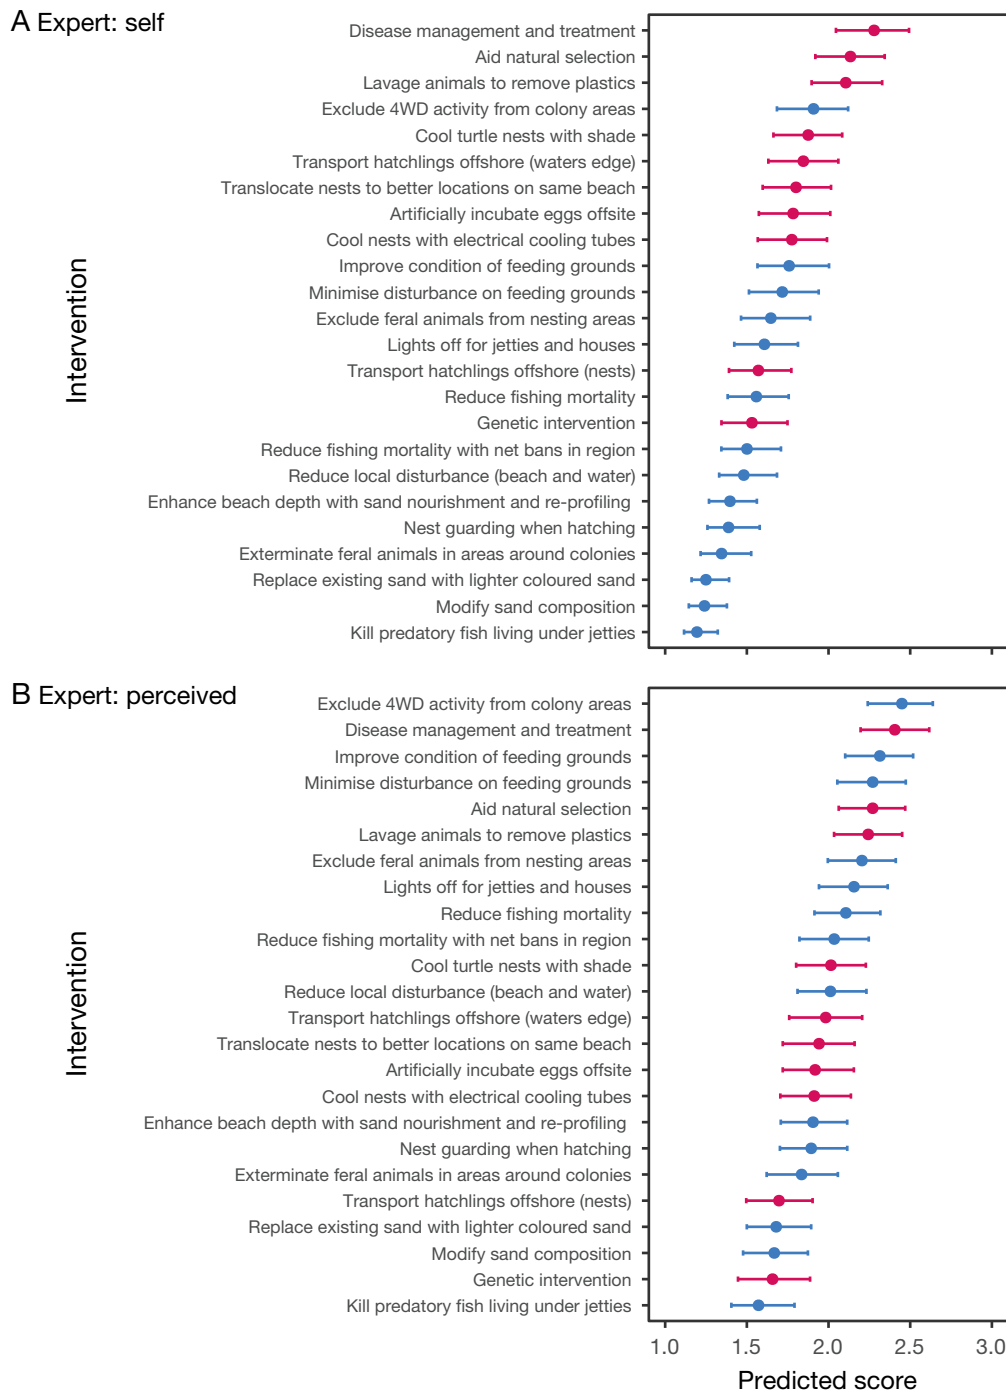 A Expert: self
Disease management and treatment
Aid natural selection
Lavage animals to remove plastics
Exclude 4WD activity from colony areas
Cool turtle nests with shade
Transport hatchlings offshore (waters edge)
Translocate nests to better locations on same beach
Artificially incubate eggs offsite
Cool nests with electrical cooling tubes
Improve condition of feeding grounds
Minimise disturbance on feeding grounds
Exclude feral animals from nesting areas
Lights off for jetties and houses
Transport hatchlings offshore (nests)
Reduce fishing mortality
Genetic intervention
Reduce fishing mortality with net bans in region
Reduce local disturbance (beach and water)
Enhance beach depth with sand nourishment and re-profiling
Nest guarding when hatching
Exterminate feral animals in areas around colonies
Replace existing sand with lighter coloured sand
Modify sand composition
Kill predatory fish living under jetties
Intervention
1.0 1.5 2.0 2.5 3.0
B Expert: perceived
Exclude 4WD activity from colony areas
Disease management and treatment
Improve condition of feeding grounds
Minimise disturbance on feeding grounds
Aid natural selection
Lavage animals to remove plastics
Exclude feral animals from nesting areas
Lights off for jetties and houses
Reduce fishing mortality
Reduce fishing mortality with net bans in region
Cool turtle nests with shade
Reduce local disturbance (beach and water)
Transport hatchlings offshore (waters edge)
Translocate nests to better locations on same beach
Artificially incubate eggs offsite
Cool nests with electrical cooling tubes
Enhance beach depth with sand nourishment and re-profiling
Nest guarding when hatching
Exterminate feral animals in areas around colonies
Transport hatchlings offshore (nests)
Replace existing sand with lighter coloured sand
Modify sand composition
Genetic intervention
Kill predatory fish living under jetties
Intervention
1.0 1.5 2.0 2.5 3.0
Predicted score